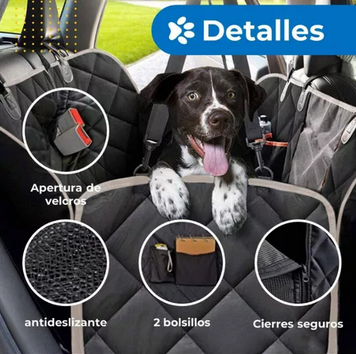 Detalles
Apertura de
velcros
antideslizante
2 bolsillos
Cierres seguros